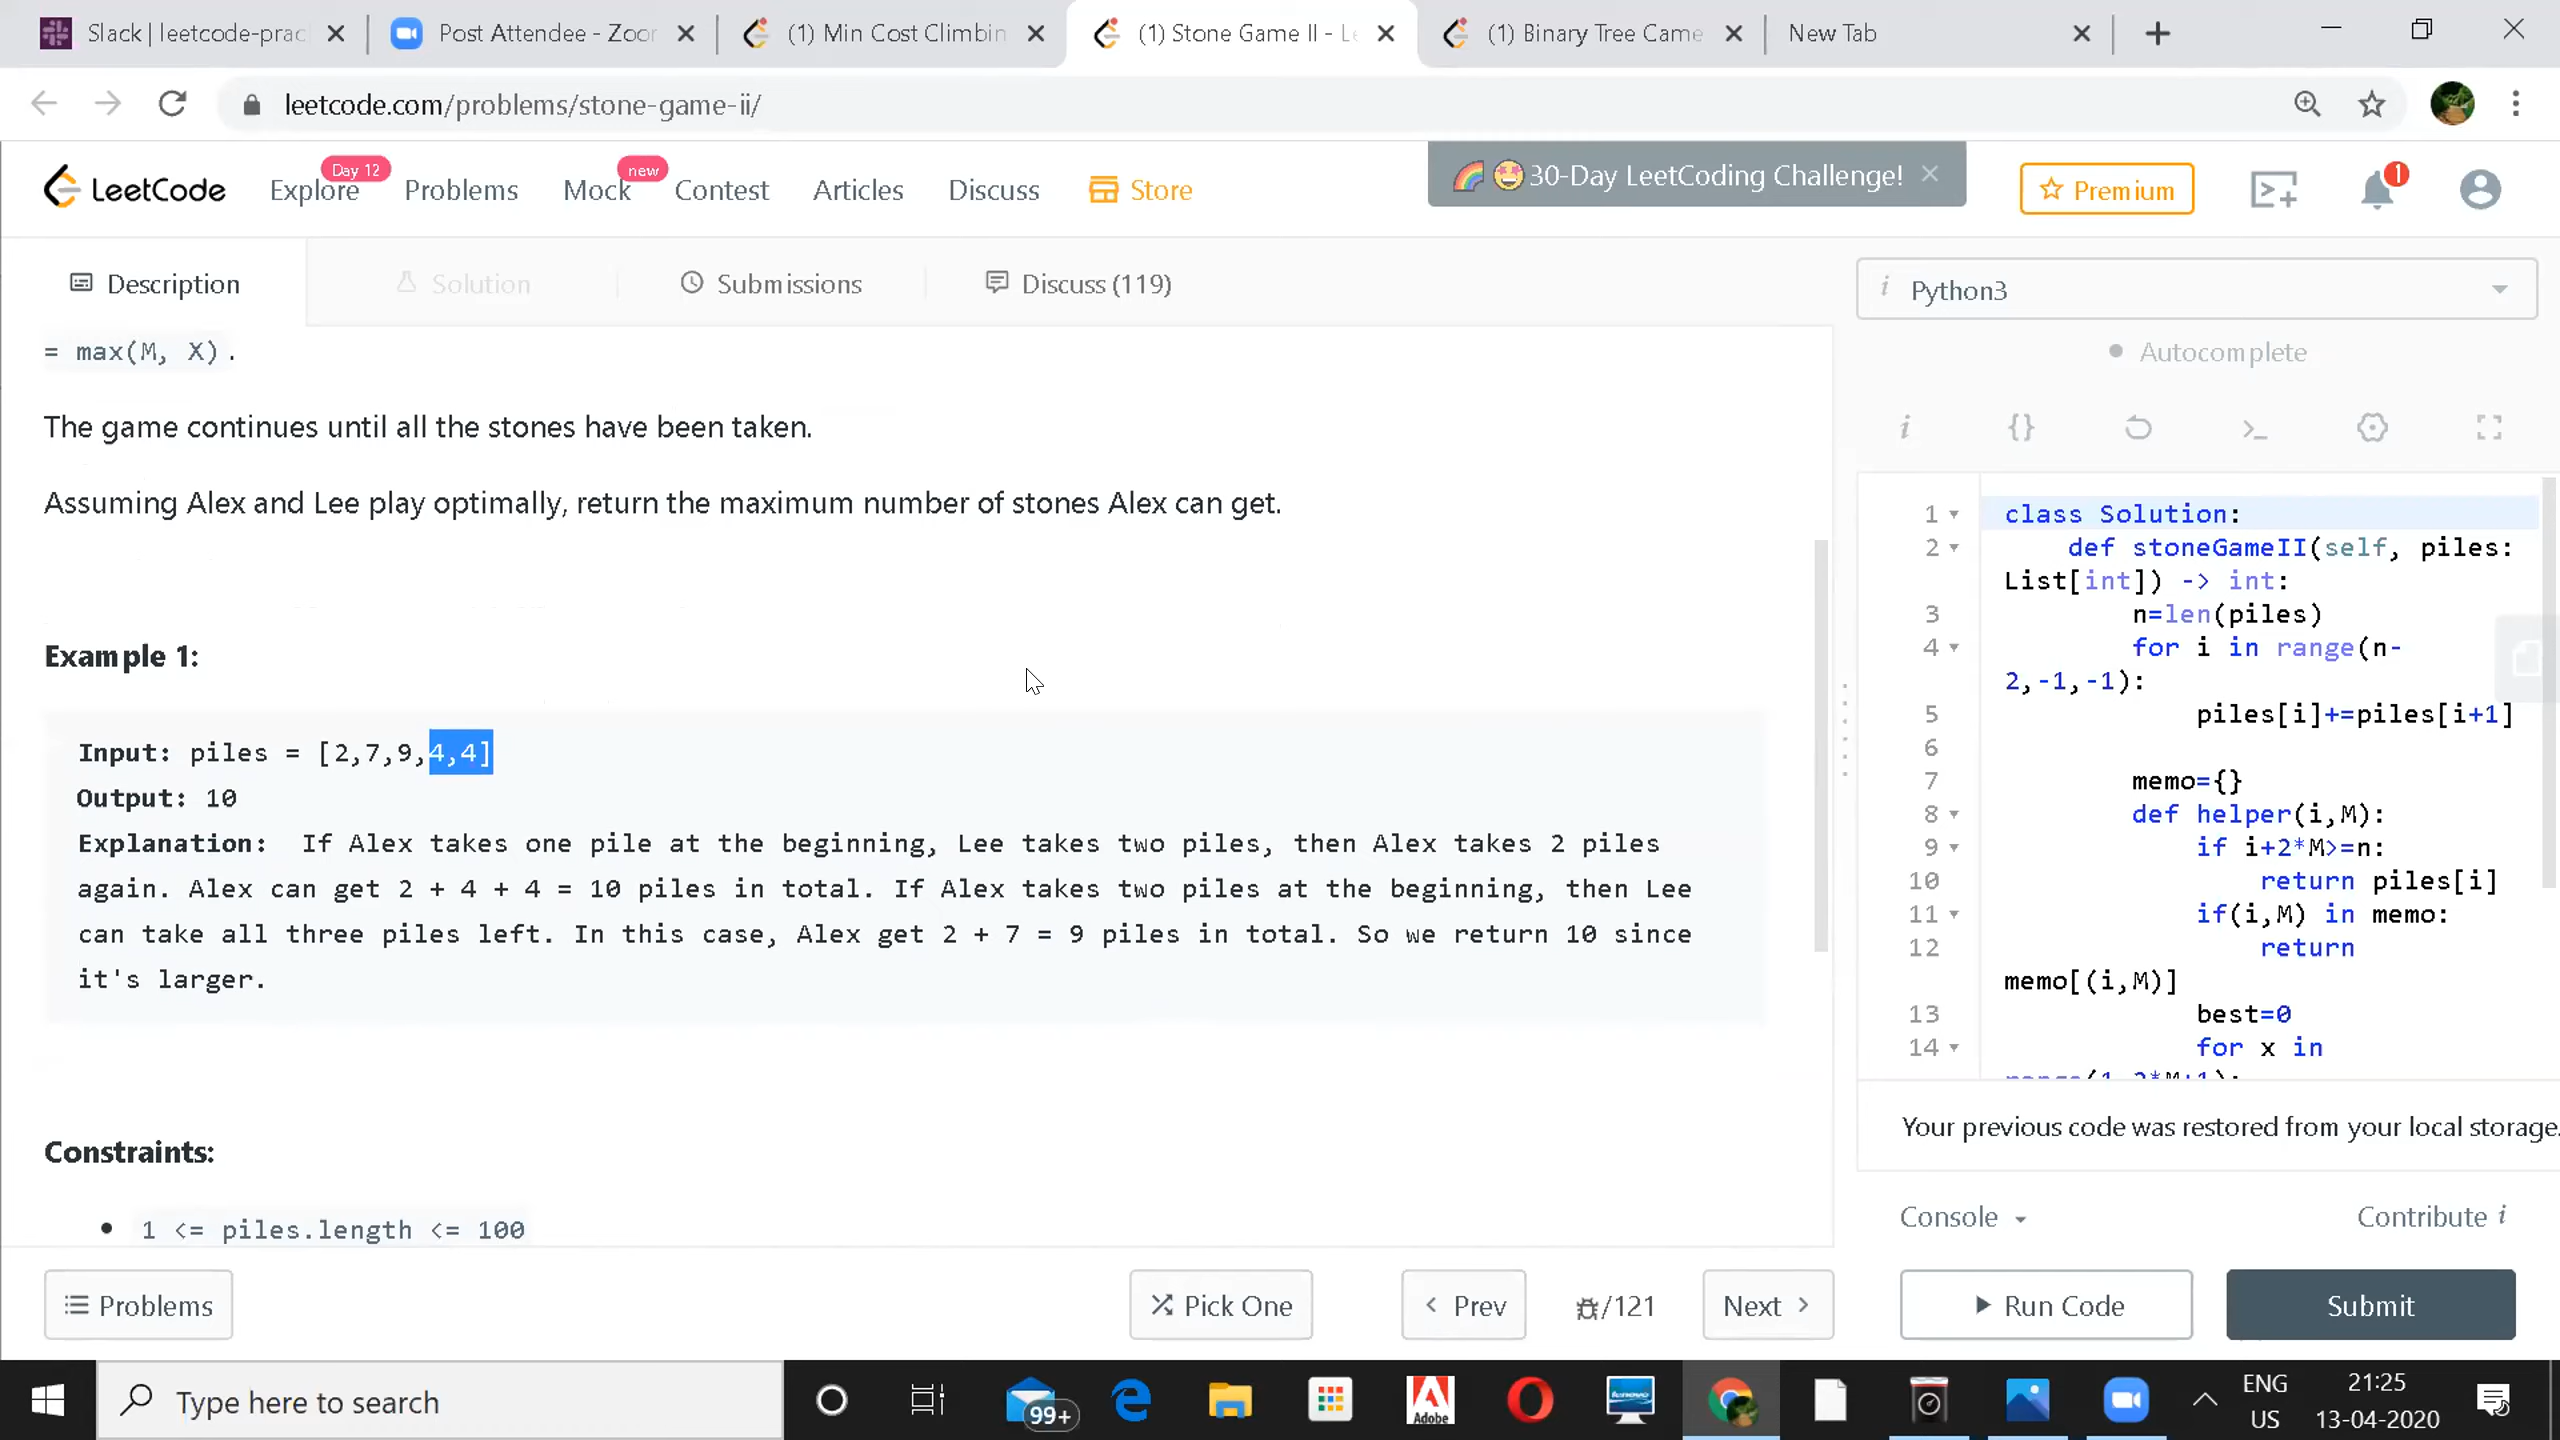 Slack | leetcode-prac
Post Attendee - Zoo
(1) Min Cost Climbin
(1) Stone Game II - L
(1) Binary Tree Came
New Tab
leetcode.com/problems/stone-game-ii/
LeetCode
Explore
Day 12
Problems
Mock
new
Contest
Articles
Discuss
Store
30-Day LeetCoding Challenge!
Premium
1
Description
Solution
Submissions
Discuss (119)
= max(M, X).
The game continues until all the stones have been taken.
Assuming Alex and Lee play optimally, return the maximum number of stones Alex can get.
Example 1:
Input: piles = [2,7,9,4,4]
Output: 10
Explanation:  If Alex takes one pile at the beginning, Lee takes two piles, then Alex takes 2 piles
again. Alex can get 2 + 4 + 4 = 10 piles in total. If Alex takes two piles at the beginning, then Lee
can take all three piles left. In this case, Alex get 2 + 7 = 9 piles in total. So we return 10 since
it's larger.
Constraints:
1 <= piles.length <= 100
Problems
Pick One
Prev
/121
Next
i Python3
Autocomplete
i {} >_
1 class Solution:
2 def stoneGameII(self, piles:
List[int]) -> int:
3 n=len(piles)
4 for i in range(n-
2,-1,-1):
5 piles[i]+=piles[i+1]
6
7 memo={}
8 def helper(i,M):
9 if i+2*M>=n:
10 return piles[i]
11 if(i,M) in memo:
12 return
memo[(i,M)]
13 best=0
14 for x in
range(1,2*M+1):
Your previous code was restored from your local storage.
Console
Contribute i
Run Code
Submit
Type here to search
99+
Adobe
lenovo
ENG
US
21:25
13-04-2020